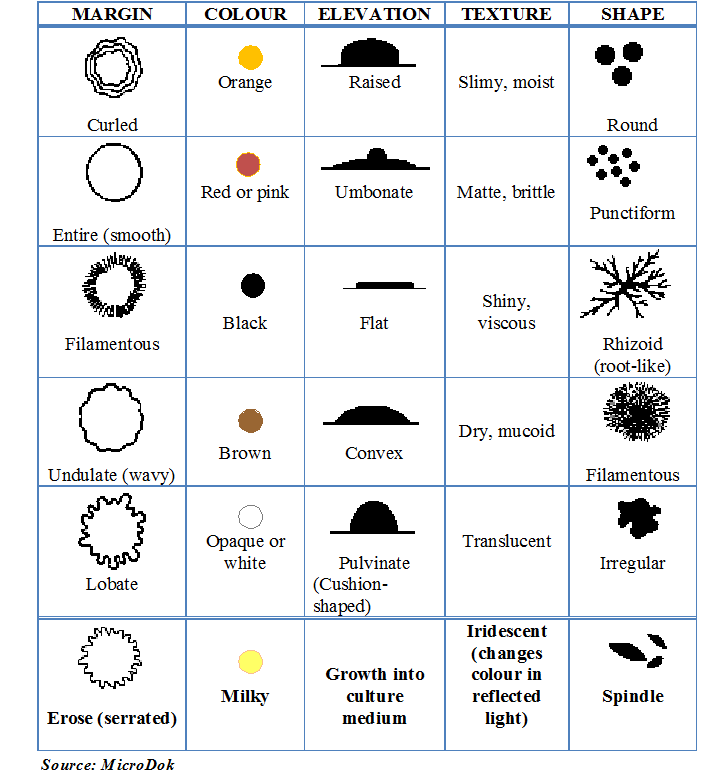 MARGIN COLOUR ELEVATION TEXTURE SHAPE
Curled
Orange
Raised
Slimy, moist
Round
Entire (smooth)
Red or pink
Umbonate
Matte, brittle
Punctiform
Filamentous
Black
Flat
Shiny,
viscous
Rhizoid
(root-like)
Undulate (wavy)
Brown
Convex
Dry, mucoid
Filamentous
Lobate
Opaque or
white
Pulvinate
(Cushion-
shaped)
Translucent
Irregular
Erose (serrated)
Milky
Growth into
culture
medium
Iridescent
(changes
colour in
reflected
light)
Spindle
Source: MicroDok